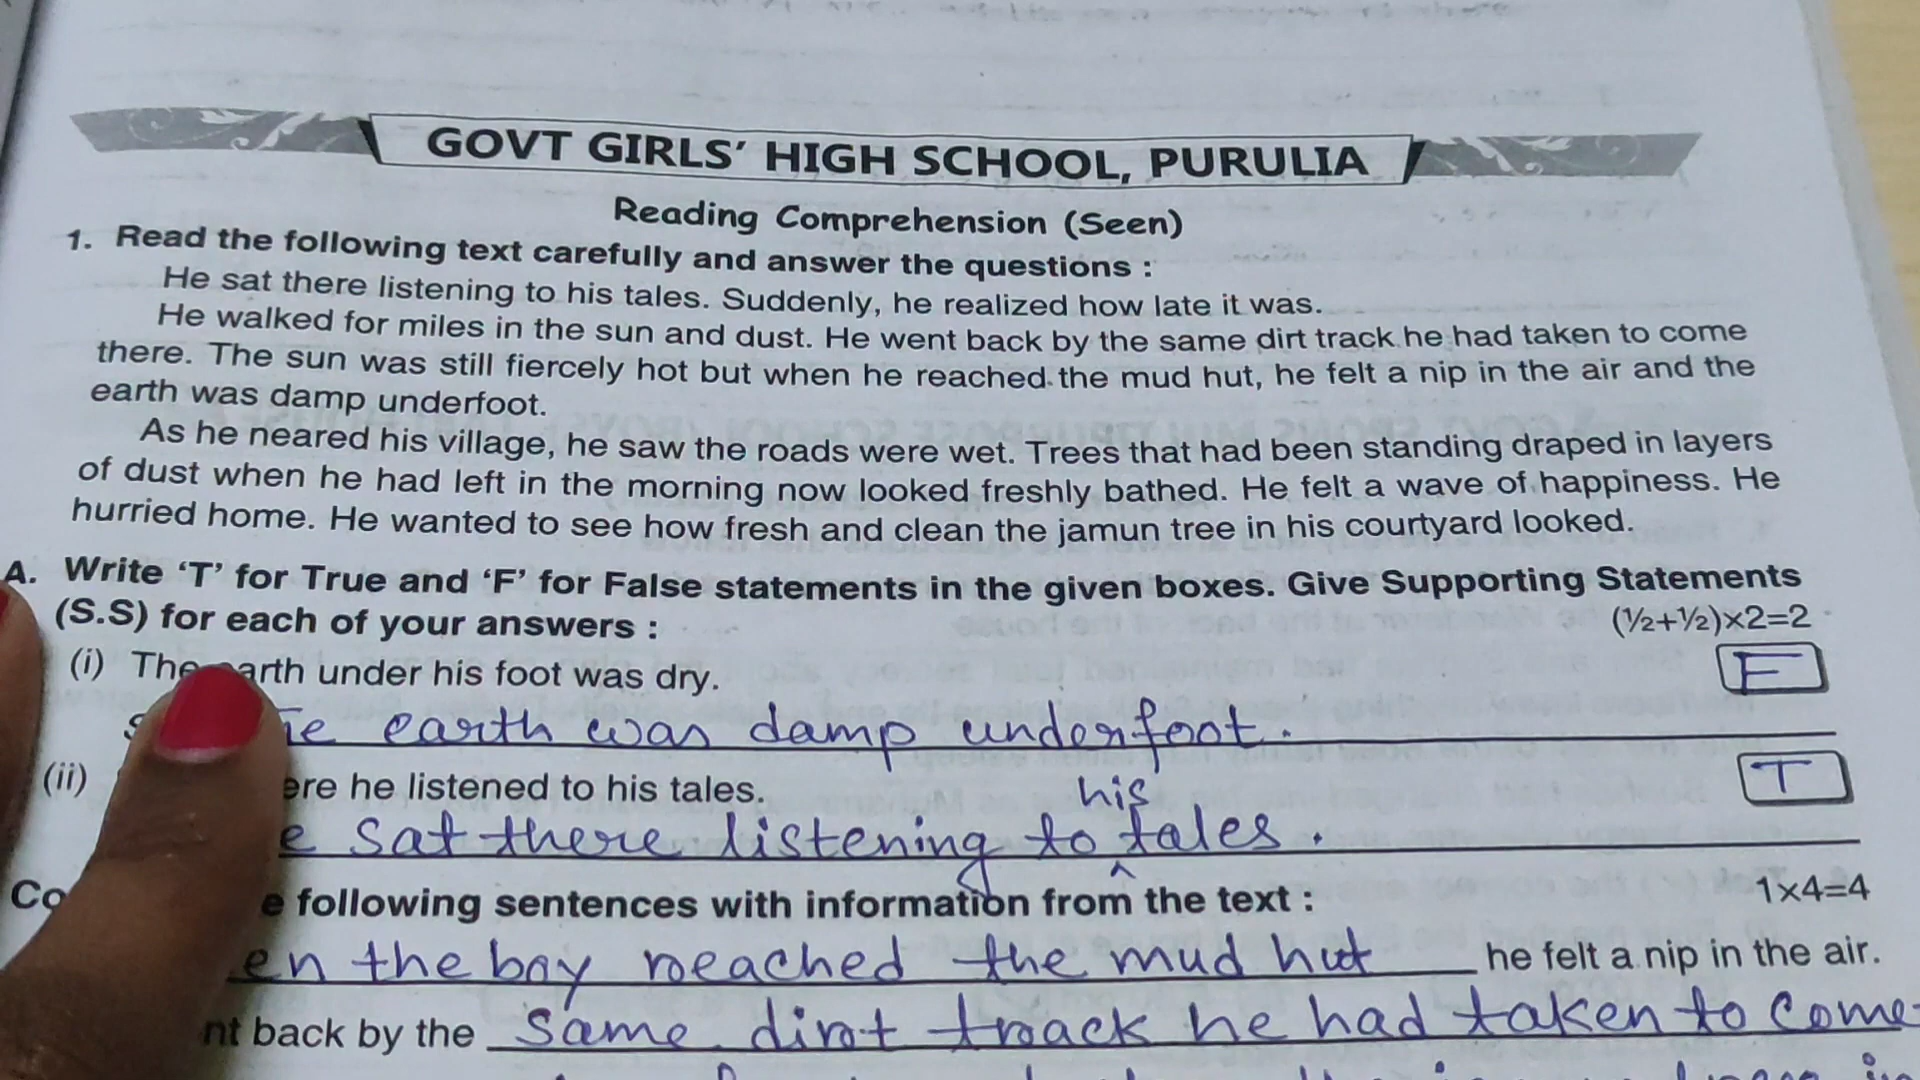 GOVT GIRLS' HIGH SCHOOL, PURULIA
Reading Comprehension (Seen)
1. Read the following text carefully and answer the questions :
He sat there listening to his tales. Suddenly, he realized how late it was.
He walked for miles in the sun and dust. He went back by the same dirt track he had taken to come
there. The sun was still fiercely hot but when he reached the mud hut, he felt a nip in the air and the
earth was damp underfoot.
As he neared his village, he saw the roads were wet. Trees that had been standing draped in layers
of dust when he had left in the morning now looked freshly bathed. He felt a wave of happiness. He
hurried home. He wanted to see how fresh and clean the jamun tree in his courtyard looked.
A. Write 'T' for True and 'F' for False statements in the given boxes. Give Supporting Statements
(S.S) for each of your answers : (½+½)×2=2
(i) The earth under his foot was dry. F
earth was damp underfoot.
(ii) he listened to his tales. T
sat there listening to his tales.
following sentences with information from the text : 1×4=4
the boy reached the mud hut he felt a nip in the air.
back by the same dirt track he had taken to come